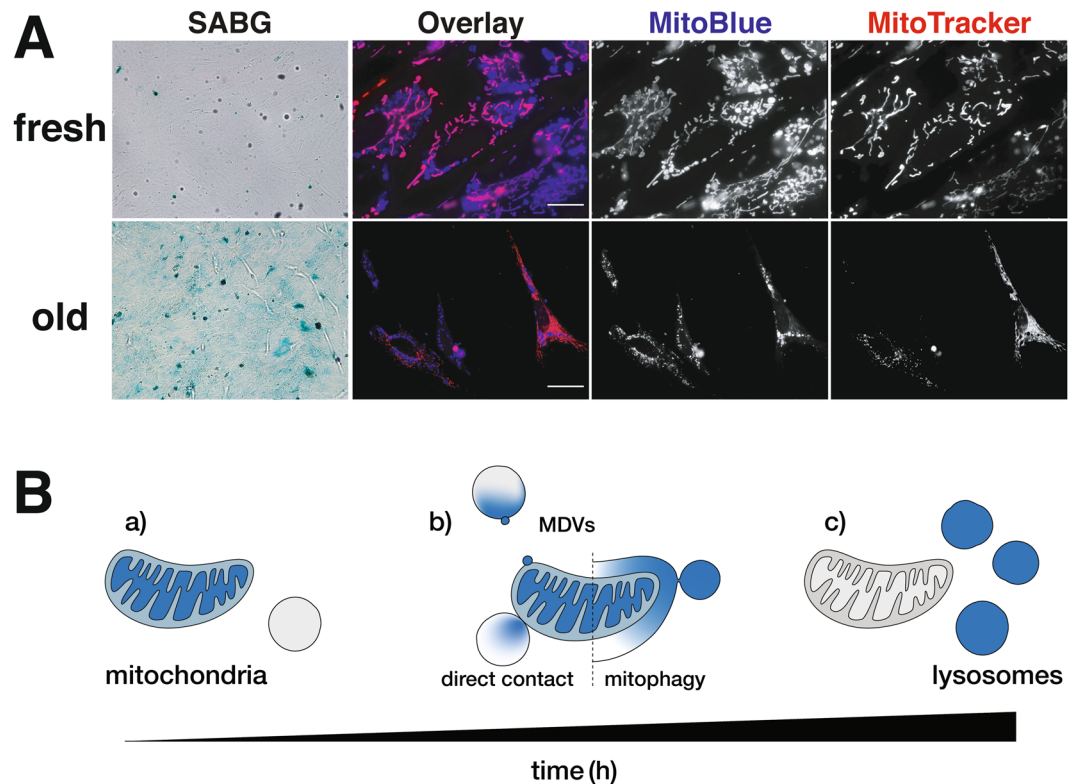 A
SABG
Overlay
MitoBlue
MitoTracker
fresh
old
B
a)
b)
MDVs
c)
mitochondria
direct contact
mitophagy
lysosomes
time (h)